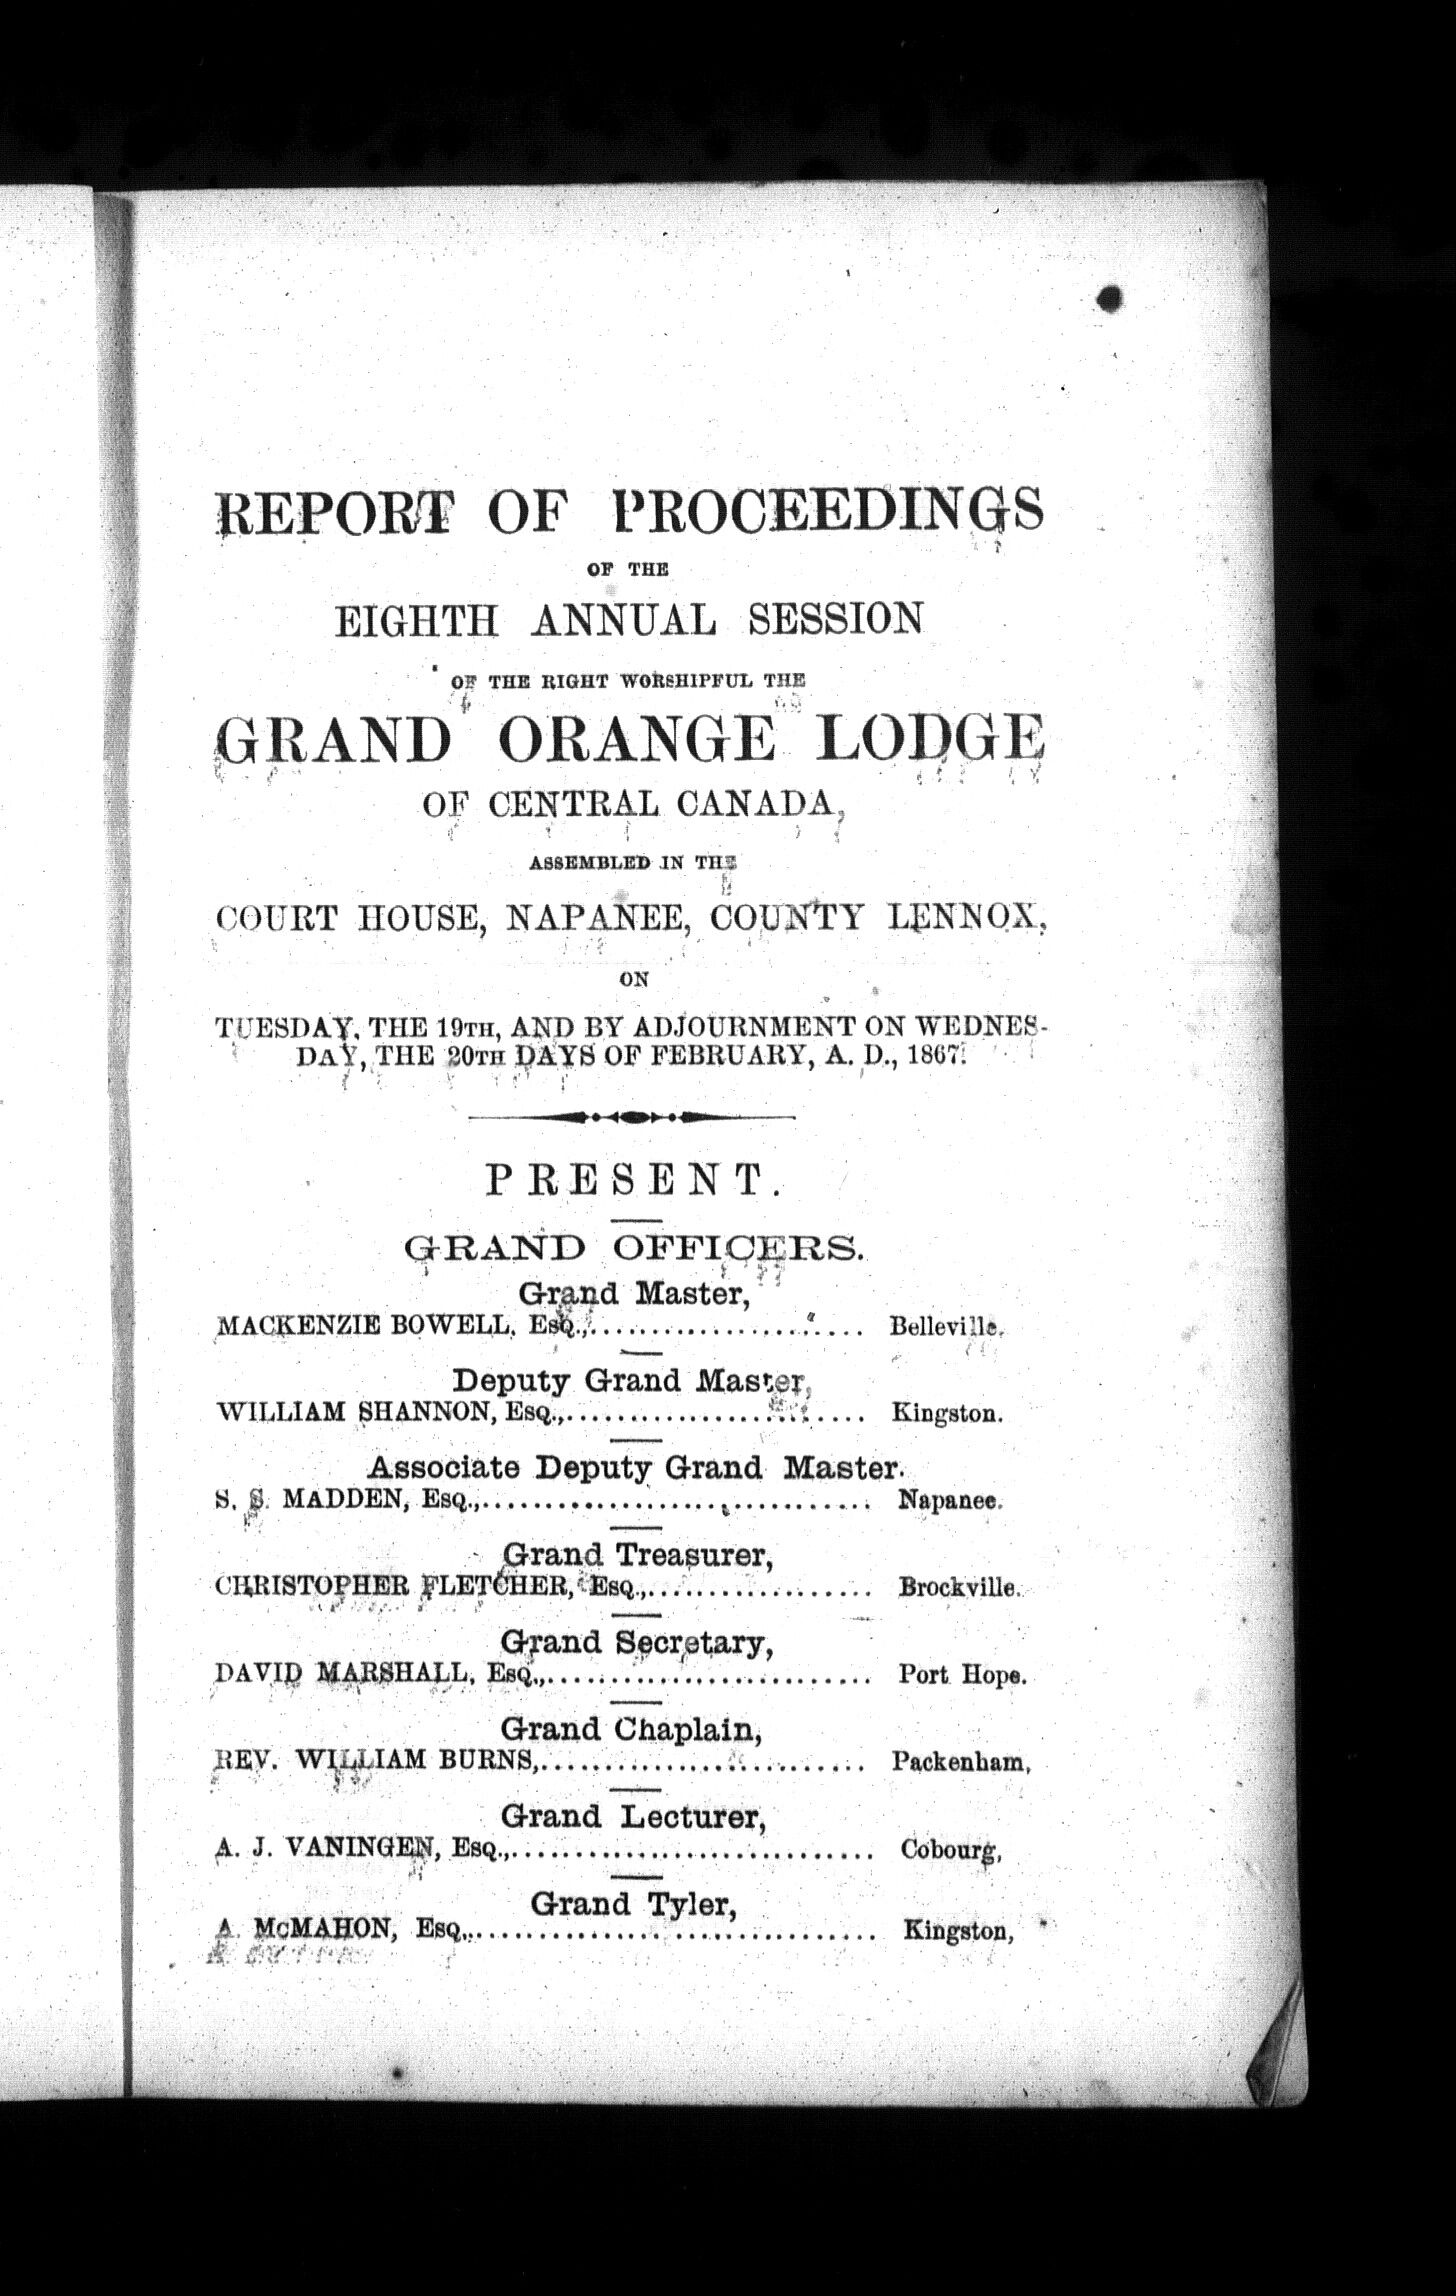 REPORT OF PROCEEDINGS
OF THE
EIGHTH ANNUAL SESSION
OF THE RIGHT WORSHIPFUL THE
GRAND ORANGE LODGE
OF CENTRAL CANADA,
ASSEMBLED IN THE
COURT HOUSE, NAPANEE, COUNTY LENNOX,
ON
TUESDAY, THE 19TH, AND BY ADJOURNMENT ON WEDNES-
DAY, THE 20TH DAYS OF FEBRUARY, A. D., 1867.
PRESENT.
GRAND OFFICERS.
Grand Master,
MACKENZIE BOWELL, ESQ.,...................... Belleville.
Deputy Grand Master,
WILLIAM SHANNON, ESQ.,........................ Kingston.
Associate Deputy Grand Master.
S. S. MADDEN, ESQ.,............................... Napanee.
Grand Treasurer,
CHRISTOPHER FLETCHER, ESQ.,.................. Brockville.
Grand Secretary,
DAVID MARSHALL, ESQ.,.......................... Port Hope.
Grand Chaplain,
REV. WILLIAM BURNS,.......................... Packenham,
Grand Lecturer,
A. J. VANINGEN, ESQ.,............................. Cobourg,
Grand Tyler,
A. McMAHON, ESQ.,................................ Kingston,